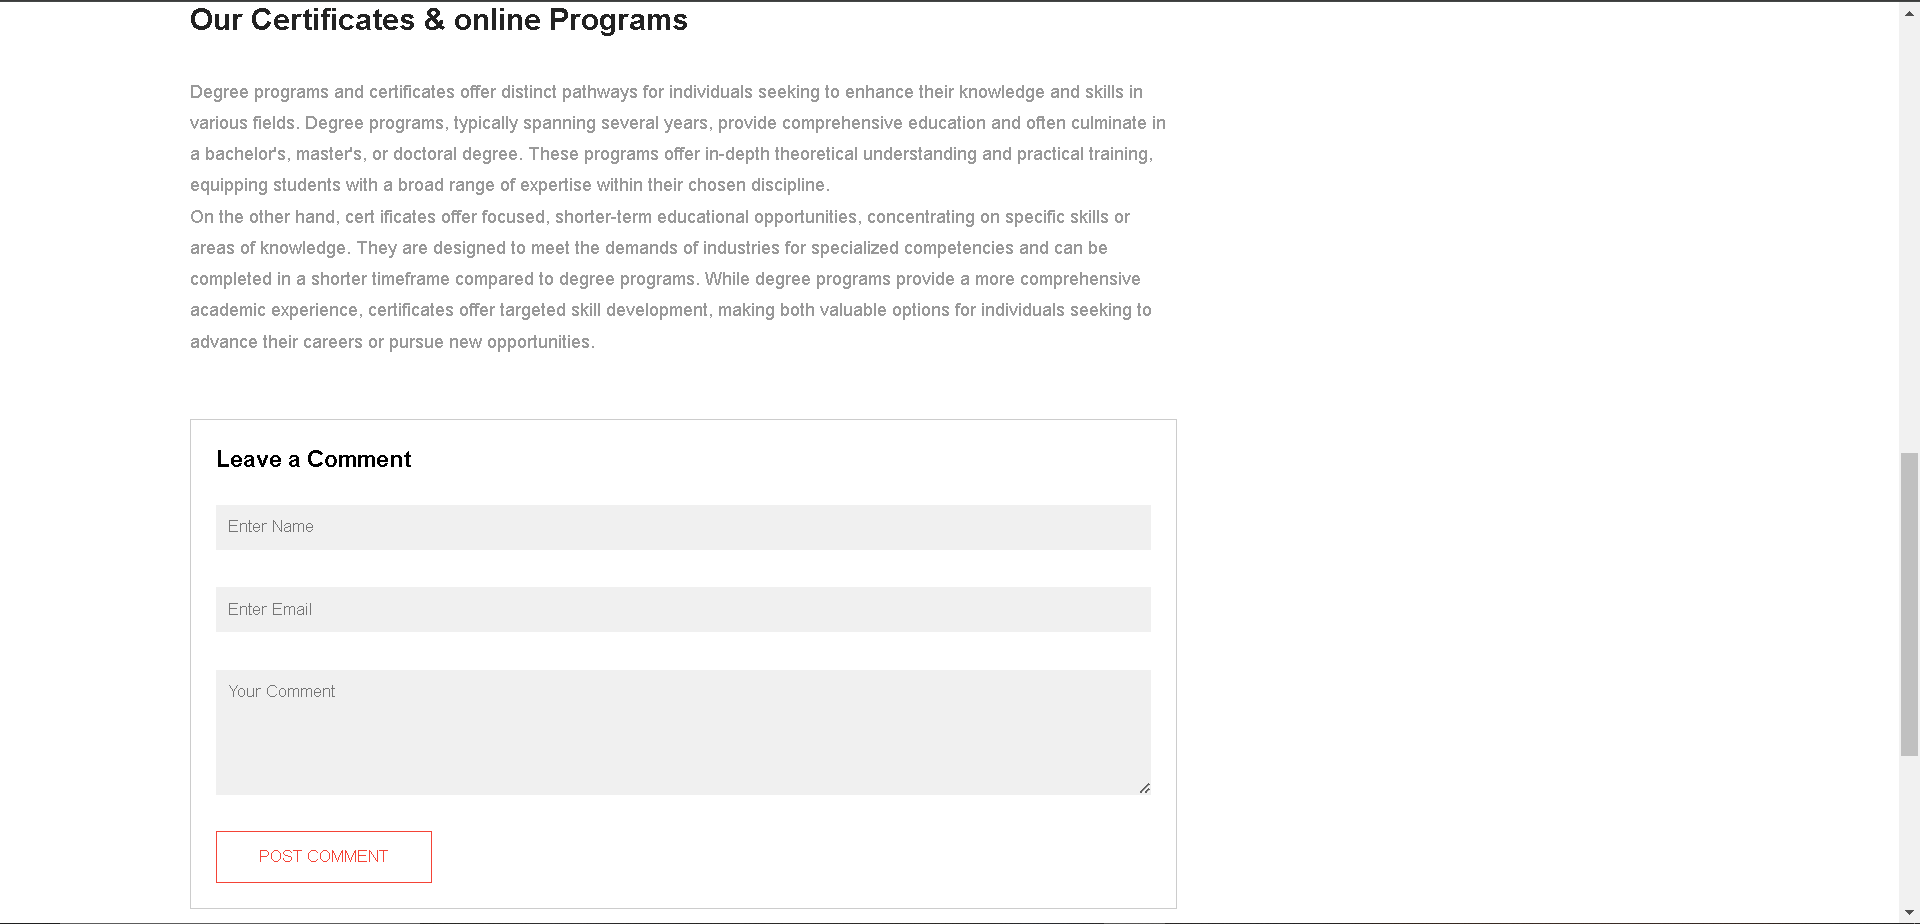 Our Certificates & online Programs
Degree programs and certificates offer distinct pathways for individuals seeking to enhance their knowledge and skills in
various fields. Degree programs, typically spanning several years, provide comprehensive education and often culminate in
a bachelor's, master's, or doctoral degree. These programs offer in-depth theoretical understanding and practical training,
equipping students with a broad range of expertise within their chosen discipline.
On the other hand, cert ificates offer focused, shorter-term educational opportunities, concentrating on specific skills or
areas of knowledge. They are designed to meet the demands of industries for specialized competencies and can be
completed in a shorter timeframe compared to degree programs. While degree programs provide a more comprehensive
academic experience, certificates offer targeted skill development, making both valuable options for individuals seeking to
advance their careers or pursue new opportunities.
Leave a Comment
Enter Name
Enter Email
Your Comment
POST COMMENT